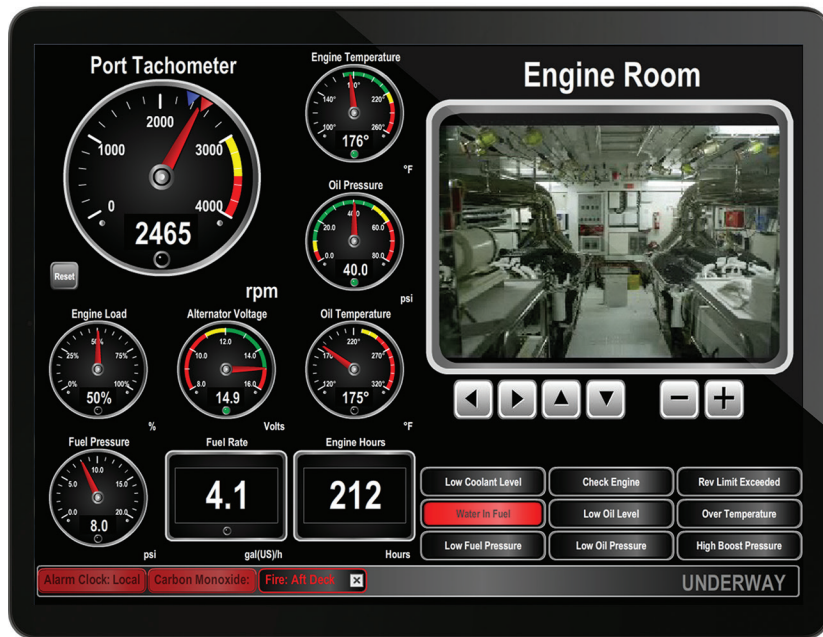 Port Tachometer
0
1000
2000
3000
4000
2465
rpm
Reset
Engine Temperature
100°
140°
180°
220°
260°
176°
°F
Oil Pressure
0.0
20.0
40.0
60.0
80.0
40.0
psi
Engine Load
0%
25%
50%
75%
100%
50%
%
Alternator Voltage
8.0
10.0
12.0
14.0
16.0
14.9
Volts
Oil Temperature
120°
170°
220°
270°
320°
175°
°F
Fuel Pressure
0.0
5.0
10.0
15.0
20.0
8.0
psi
Fuel Rate
4.1
gal(US)/h
Engine Hours
212
Hours
Engine Room
Low Coolant Level
Check Engine
Rev Limit Exceeded
Water In Fuel
Low Oil Level
Over Temperature
Low Fuel Pressure
Low Oil Pressure
High Boost Pressure
Alarm Clock: Local
Carbon Monoxide:
Fire: Aft Deck
UNDERWAY